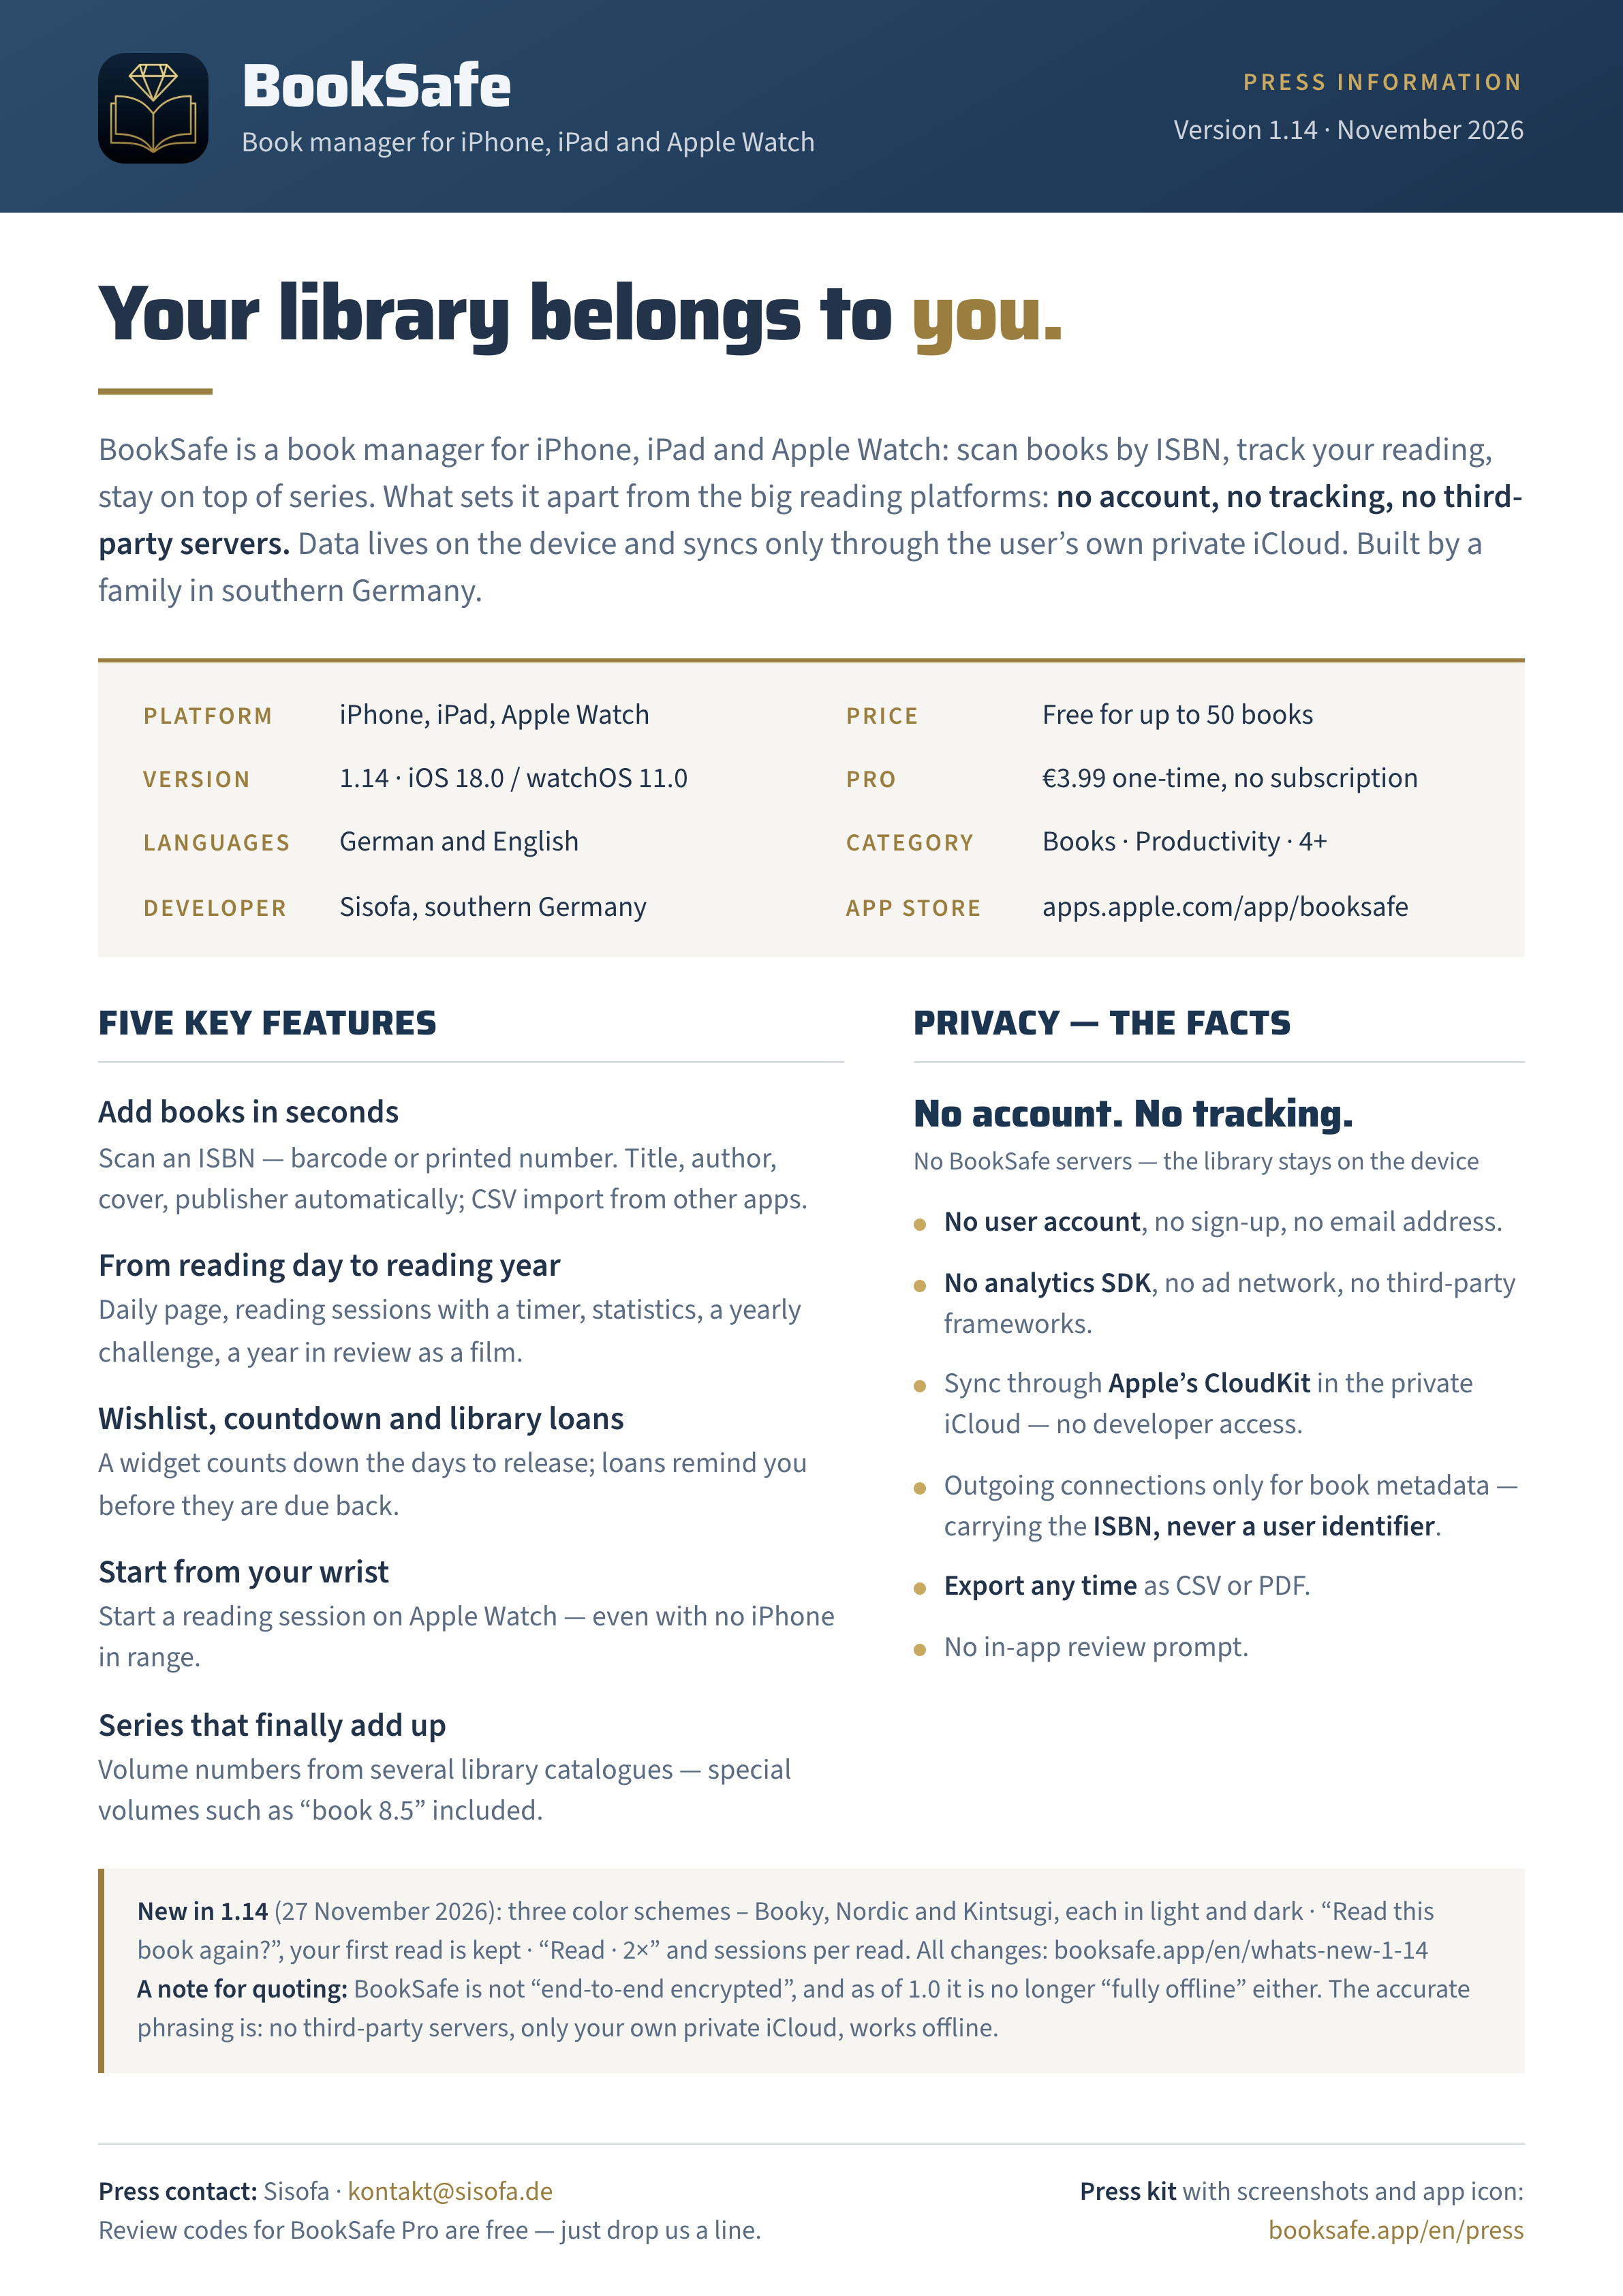 BookSafe
Book manager for iPhone, iPad and Apple Watch
PRESS INFORMATION
Version 1.14 · November 2026
Your library belongs to you.
BookSafe is a book manager for iPhone, iPad and Apple Watch: scan books by ISBN, track your reading,
stay on top of series. What sets it apart from the big reading platforms: no account, no tracking, no third-
party servers. Data lives on the device and syncs only through the user’s own private iCloud. Built by a
family in southern Germany.
PLATFORM iPhone, iPad, Apple Watch
PRICE Free for up to 50 books
VERSION 1.14 · iOS 18.0 / watchOS 11.0
PRO €3.99 one-time, no subscription
LANGUAGES German and English
CATEGORY Books · Productivity · 4+
DEVELOPER Sisofa, southern Germany
APP STORE apps.apple.com/app/booksafe
FIVE KEY FEATURES
Add books in seconds
Scan an ISBN — barcode or printed number. Title, author,
cover, publisher automatically; CSV import from other apps.
From reading day to reading year
Daily page, reading sessions with a timer, statistics, a yearly
challenge, a year in review as a film.
Wishlist, countdown and library loans
A widget counts down the days to release; loans remind you
before they are due back.
Start from your wrist
Start a reading session on Apple Watch — even with no iPhone
in range.
Series that finally add up
Volume numbers from several library catalogues — special
volumes such as “book 8.5” included.
PRIVACY — THE FACTS
No account. No tracking.
No BookSafe servers — the library stays on the device
No user account, no sign-up, no email address.
No analytics SDK, no ad network, no third-party
frameworks.
Sync through Apple’s CloudKit in the private
iCloud — no developer access.
Outgoing connections only for book metadata —
carrying the ISBN, never a user identifier.
Export any time as CSV or PDF.
No in-app review prompt.
New in 1.14 (27 November 2026): three color schemes – Booky, Nordic and Kintsugi, each in light and dark · “Read this
book again?”, your first read is kept · “Read · 2×” and sessions per read. All changes: booksafe.app/en/whats-new-1-14
A note for quoting: BookSafe is not “end-to-end encrypted”, and as of 1.0 it is no longer “fully offline” either. The accurate
phrasing is: no third-party servers, only your own private iCloud, works offline.
Press contact: Sisofa · kontakt@sisofa.de
Review codes for BookSafe Pro are free — just drop us a line.
Press kit with screenshots and app icon:
booksafe.app/en/press